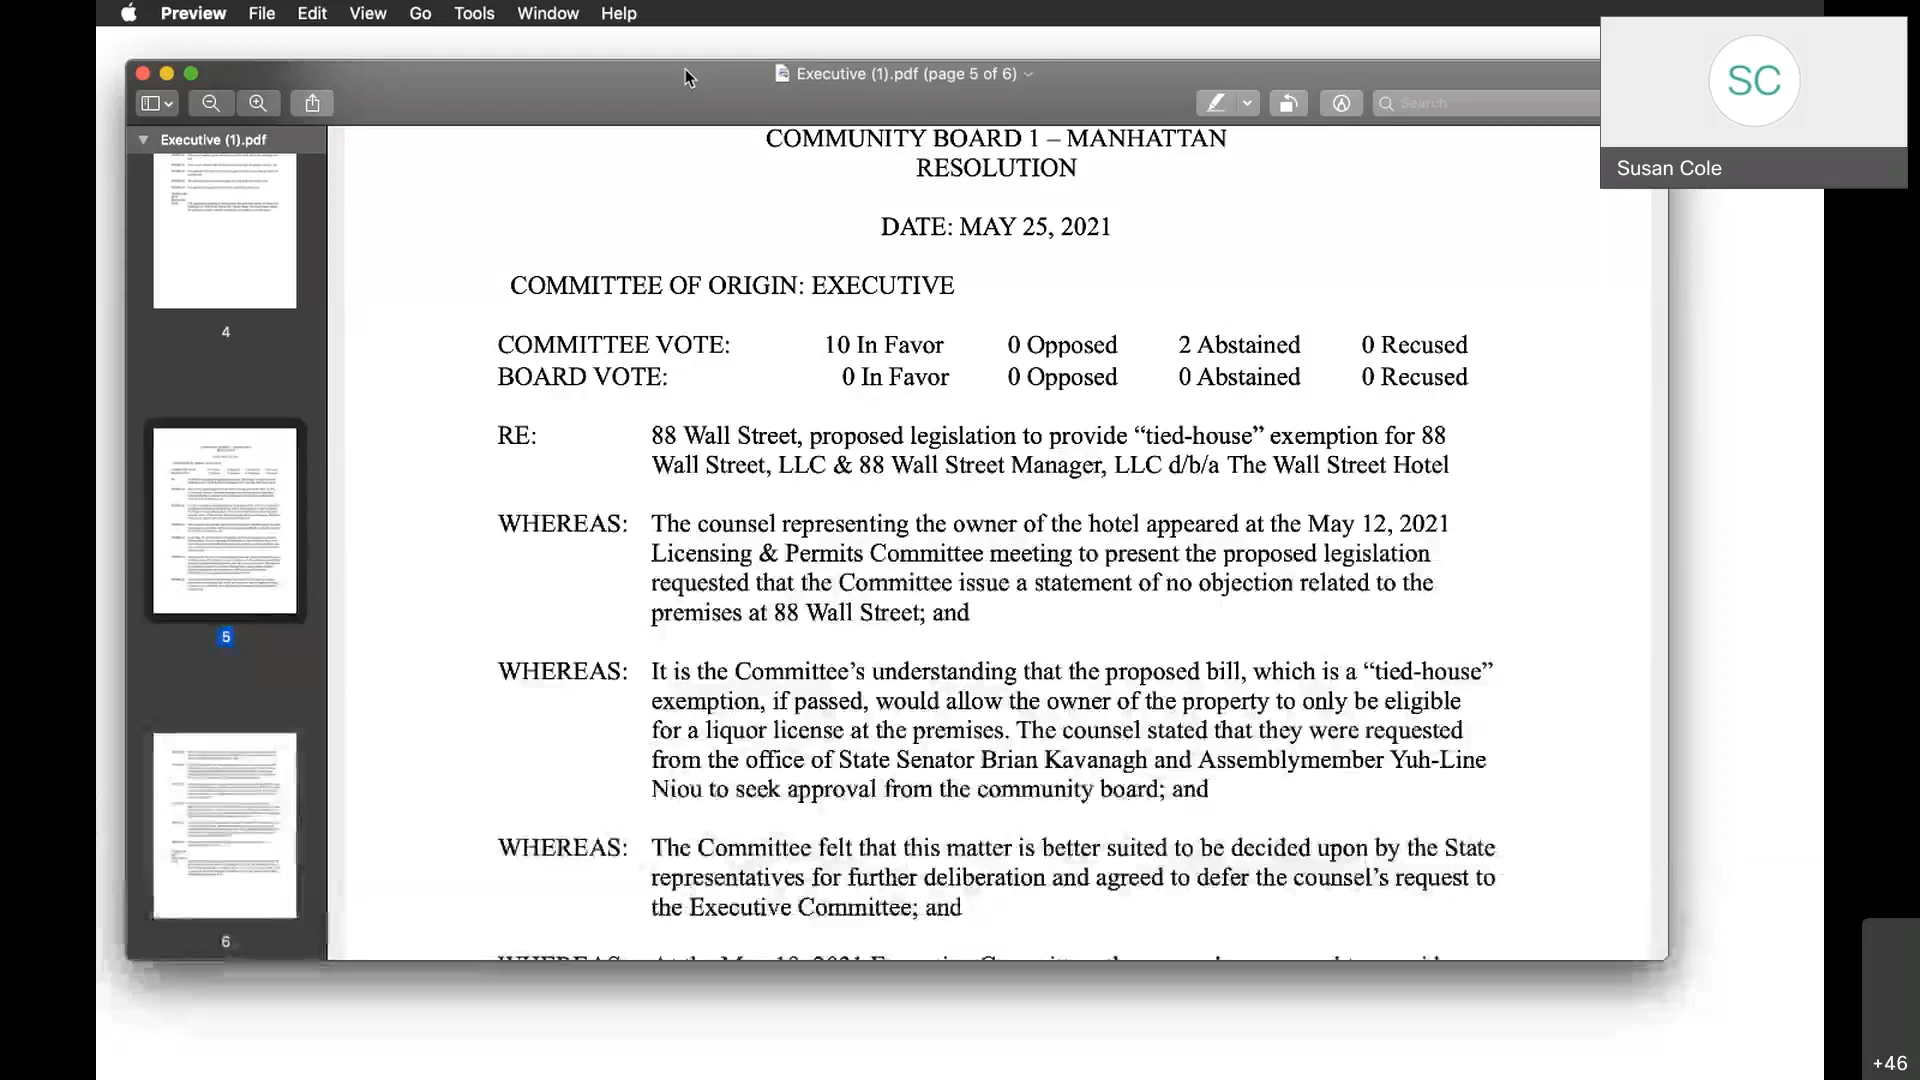 Preview File Edit View Go Tools Window Help
Executive (1).pdf (page 5 of 6)
Search
SC
Susan Cole
Executive (1).pdf
4
5
6
COMMUNITY BOARD 1 – MANHATTAN
RESOLUTION
DATE: MAY 25, 2021
COMMITTEE OF ORIGIN: EXECUTIVE
COMMITTEE VOTE: 10 In Favor 0 Opposed 2 Abstained 0 Recused
BOARD VOTE: 0 In Favor 0 Opposed 0 Abstained 0 Recused
RE: 88 Wall Street, proposed legislation to provide “tied-house” exemption for 88
Wall Street, LLC & 88 Wall Street Manager, LLC d/b/a The Wall Street Hotel
WHEREAS: The counsel representing the owner of the hotel appeared at the May 12, 2021
Licensing & Permits Committee meeting to present the proposed legislation
requested that the Committee issue a statement of no objection related to the
premises at 88 Wall Street; and
WHEREAS: It is the Committee’s understanding that the proposed bill, which is a “tied-house”
exemption, if passed, would allow the owner of the property to only be eligible
for a liquor license at the premises. The counsel stated that they were requested
from the office of State Senator Brian Kavanagh and Assemblymember Yuh-Line
Niou to seek approval from the community board; and
WHEREAS: The Committee felt that this matter is better suited to be decided upon by the State
representatives for further deliberation and agreed to defer the counsel’s request to
the Executive Committee; and
+46